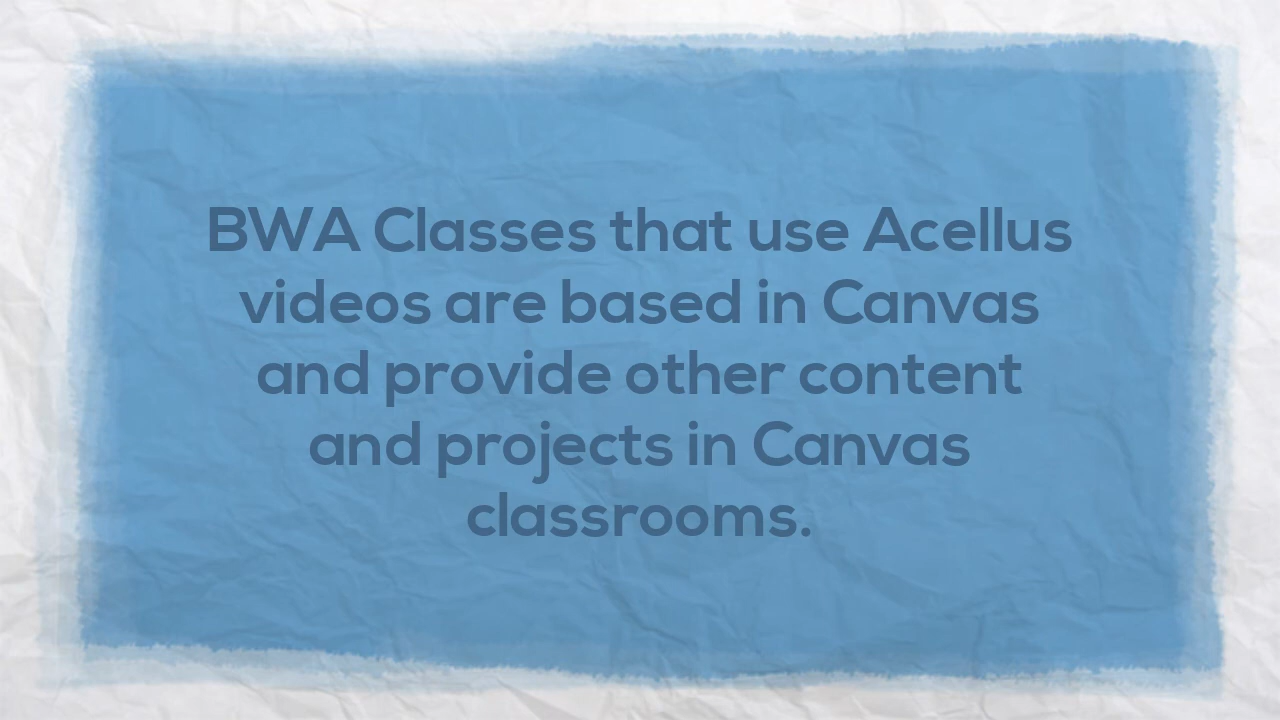 BWA Classes that use Acellus
videos are based in Canvas
and provide other content
and projects in Canvas
classrooms.